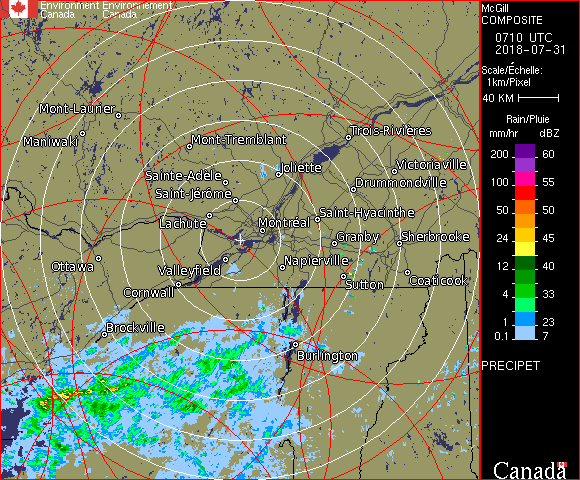 Environment Environnement
Canada Canada
McGill
COMPOSITE
0710 UTC
2018-07-31
Scale/Échelle:
1km/Pixel
40 KM
Rain/Pluie
mm/hr dBZ
200 60
100 55
50 50
24 45
12 40
4 33
1 23
0.1 7
PRECIPET
Canada
Mont-Laurier
Maniwaki
Mont-Tremblant
Trois-Rivières
Sainte-Adèle
Joliette
Victoriaville
Saint-Jérôme
Drummondville
Lachute
Montréal
Saint-Hyacinthe
Granby
Sherbrooke
Ottawa
Valleyfield
Napierville
Cornwall
Sutton
Coaticook
Brockville
Burlington